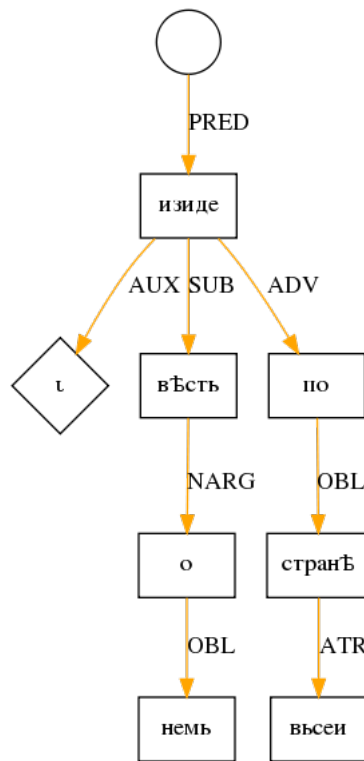 PRED
изиде
AUX SUB ADV
ꙇ вѣсть по
NARG OBL
о странѣ
OBL ATR
немь вьсеи